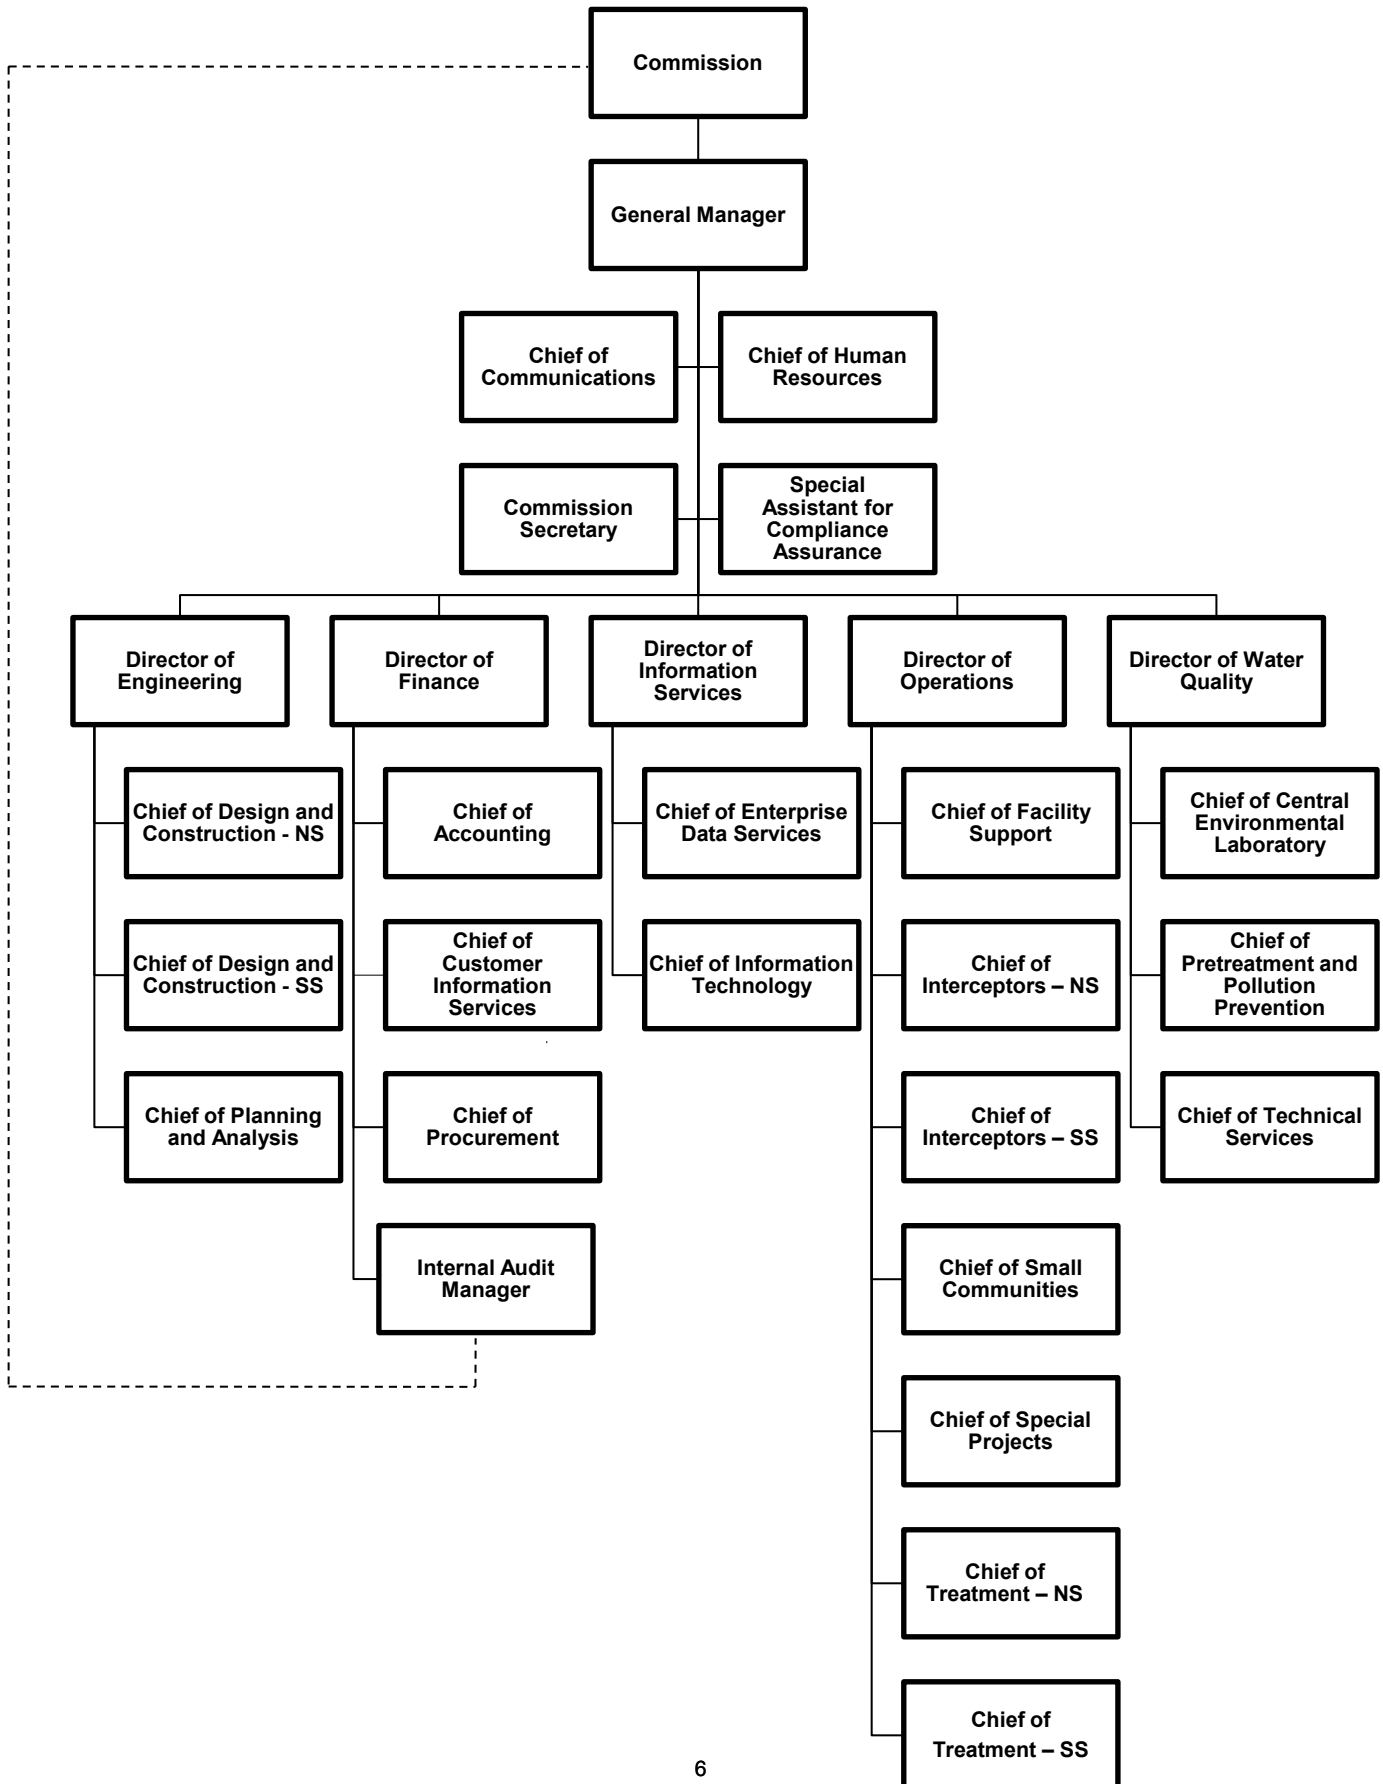 Commission
General Manager
Chief of
Communications
Chief of Human
Resources
Commission
Secretary
Special
Assistant for
Compliance
Assurance
Director of
Engineering
Director of
Finance
Director of
Information
Services
Director of
Operations
Director of Water
Quality
Chief of Design and
Construction - NS
Chief of
Accounting
Chief of Enterprise
Data Services
Chief of Facility
Support
Chief of Central
Environmental
Laboratory
Chief of Design and
Construction - SS
Chief of
Customer
Information
Services
Chief of Information
Technology
Chief of
Interceptors – NS
Chief of
Pretreatment and
Pollution
Prevention
Chief of Planning
and Analysis
Chief of
Procurement
Chief of
Interceptors – SS
Chief of Technical
Services
Internal Audit
Manager
Chief of Small
Communities
Chief of Special
Projects
Chief of
Treatment – NS
Chief of
Treatment – SS
6